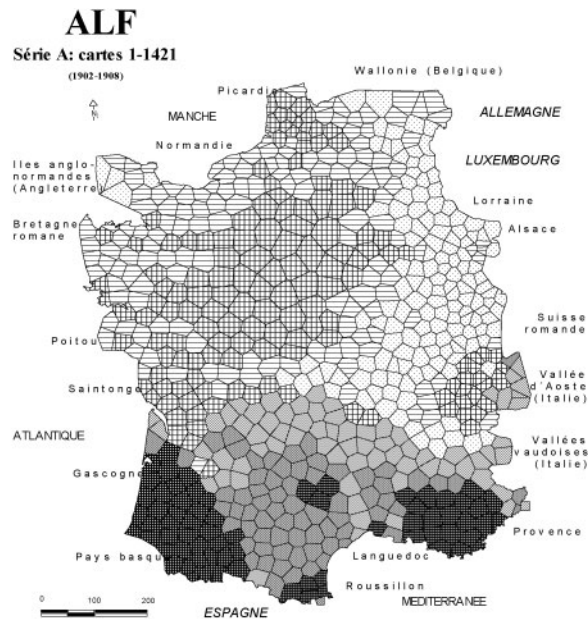 ALF
Série A: cartes 1-1421
(1902-1908)
Wallonie (Belgique)
Picardie
MANCHE
ALLEMAGNE
Normandie
LUXEMBOURG
Iles anglo-
normandes
(Angleterre)
Lorraine
Bretagne
romane
Alsace
Suisse
romande
Poitou
Vallée
d'Aoste
(Italie)
Saintonge
ATLANTIQUE
Vallées
vaudoises
(Italie)
Gascogne
Provence
Pays basque
Languedoc
Roussillon
MEDITERRANEE
0 100 200
ESPAGNE